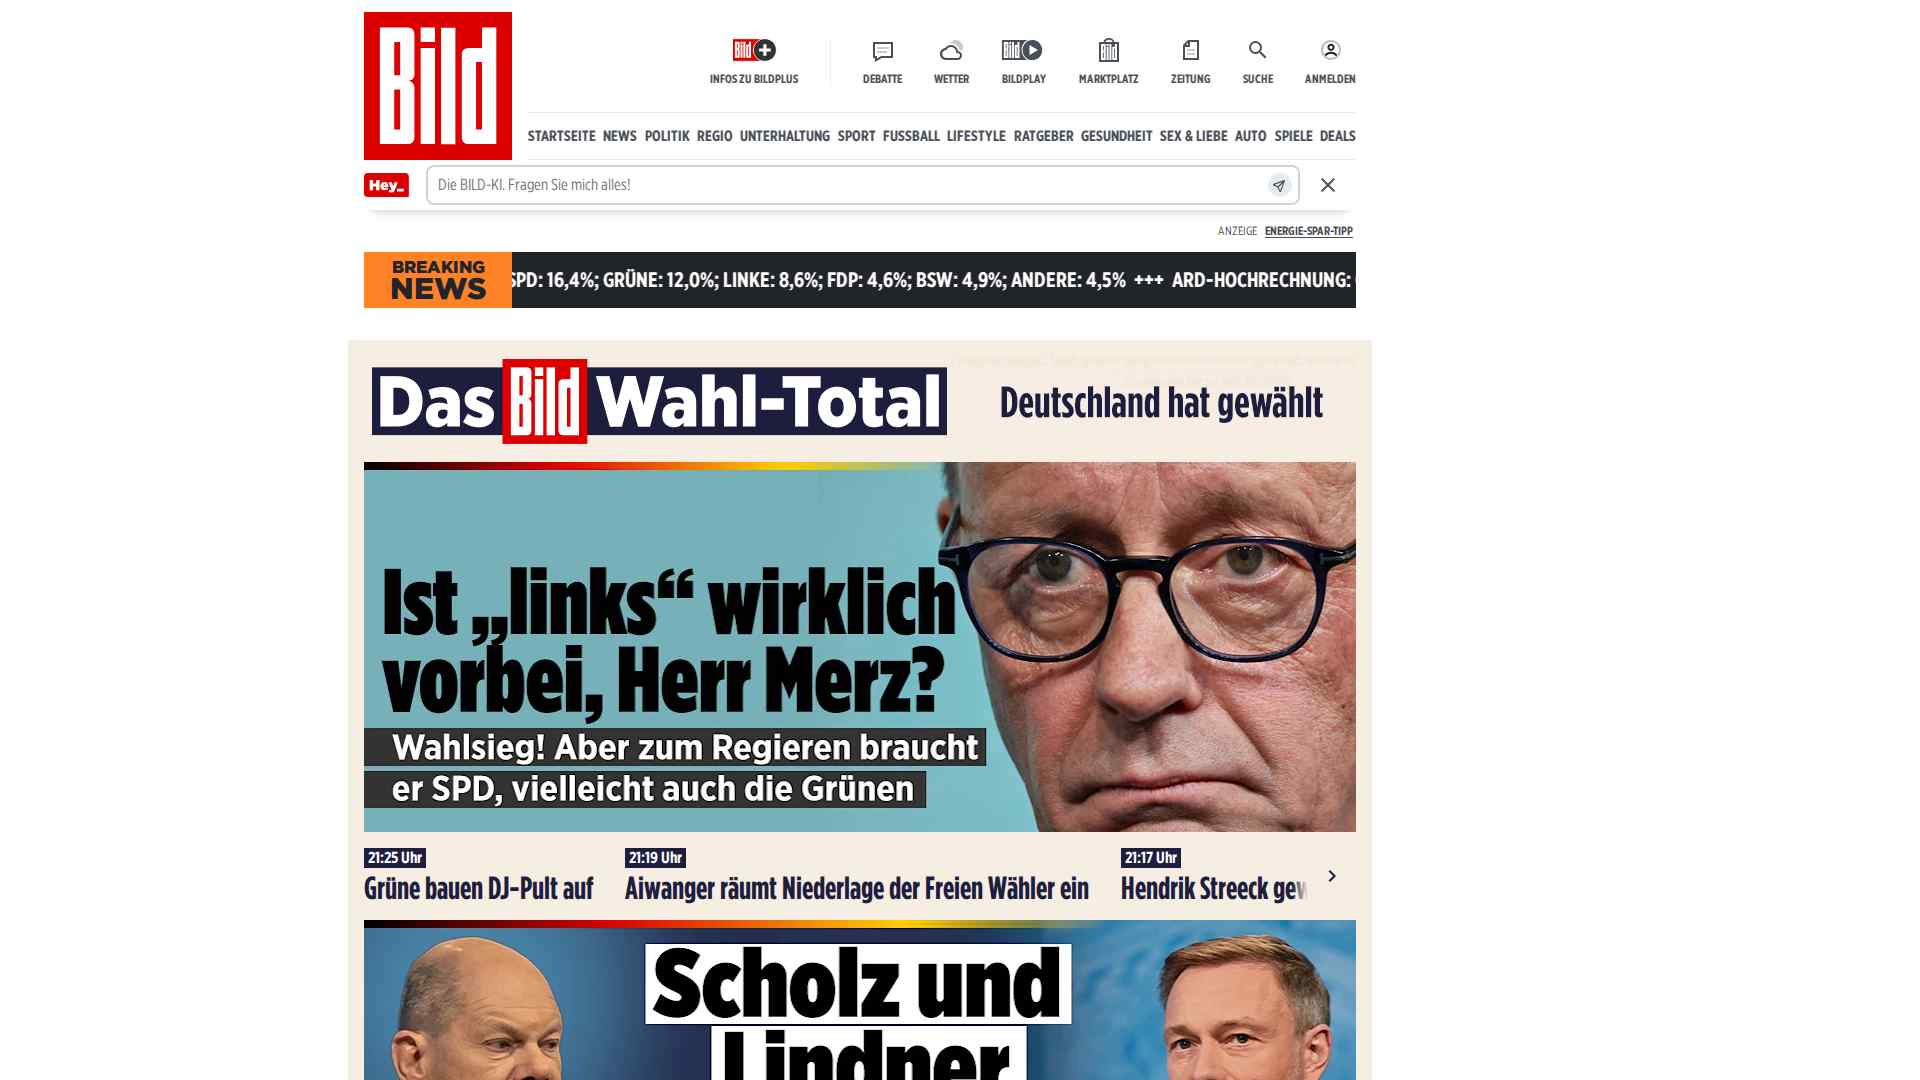 Bild
Bild
INFOS ZU BILDPLUS
DEBATTE
WETTER
Bild
BILDPLAY
Bild
MARKTPLATZ
ZEITUNG
SUCHE
ANMELDEN
STARTSEITE NEWS POLITIK REGIO UNTERHALTUNG SPORT FUSSBALL LIFESTYLE RATGEBER GESUNDHEIT SEX & LIEBE AUTO SPIELE DEALS
Hey_
Die BILD-KI. Fragen Sie mich alles!
ANZEIGE ENERGIE-SPAR-TIPP
BREAKING
NEWS
SPD: 16,4%; GRÜNE: 12,0%; LINKE: 8,6%; FDP: 4,6%; BSW: 4,9%; ANDERE: 4,5% +++ ARD-HOCHRECHNUNG:
Das Bild Wahl-Total
Deutschland hat gewählt
Ist „links“ wirklich
vorbei, Herr Merz?
Wahlsieg! Aber zum Regieren braucht
er SPD, vielleicht auch die Grünen
21:25 Uhr
Grüne bauen DJ-Pult auf
21:19 Uhr
Aiwanger räumt Niederlage der Freien Wähler ein
21:17 Uhr
Hendrik Streeck
Scholz und
Lindner